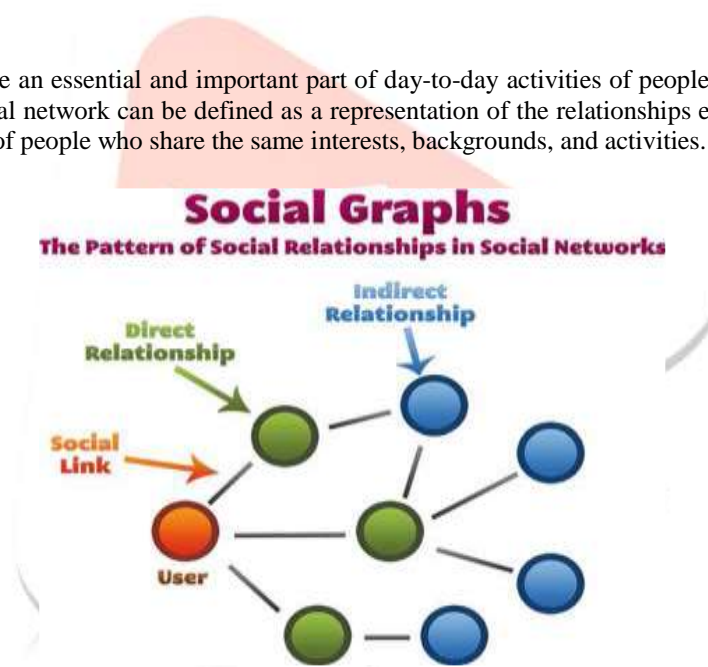 e an essential and important part of day-to-day activities of people
al network can be defined as a representation of the relationships e
of people who share the same interests, backgrounds, and activities.
Social Graphs
The Pattern of Social Relationships in Social Networks
Indirect
Relationship
Direct
Relationship
Social
Link
User